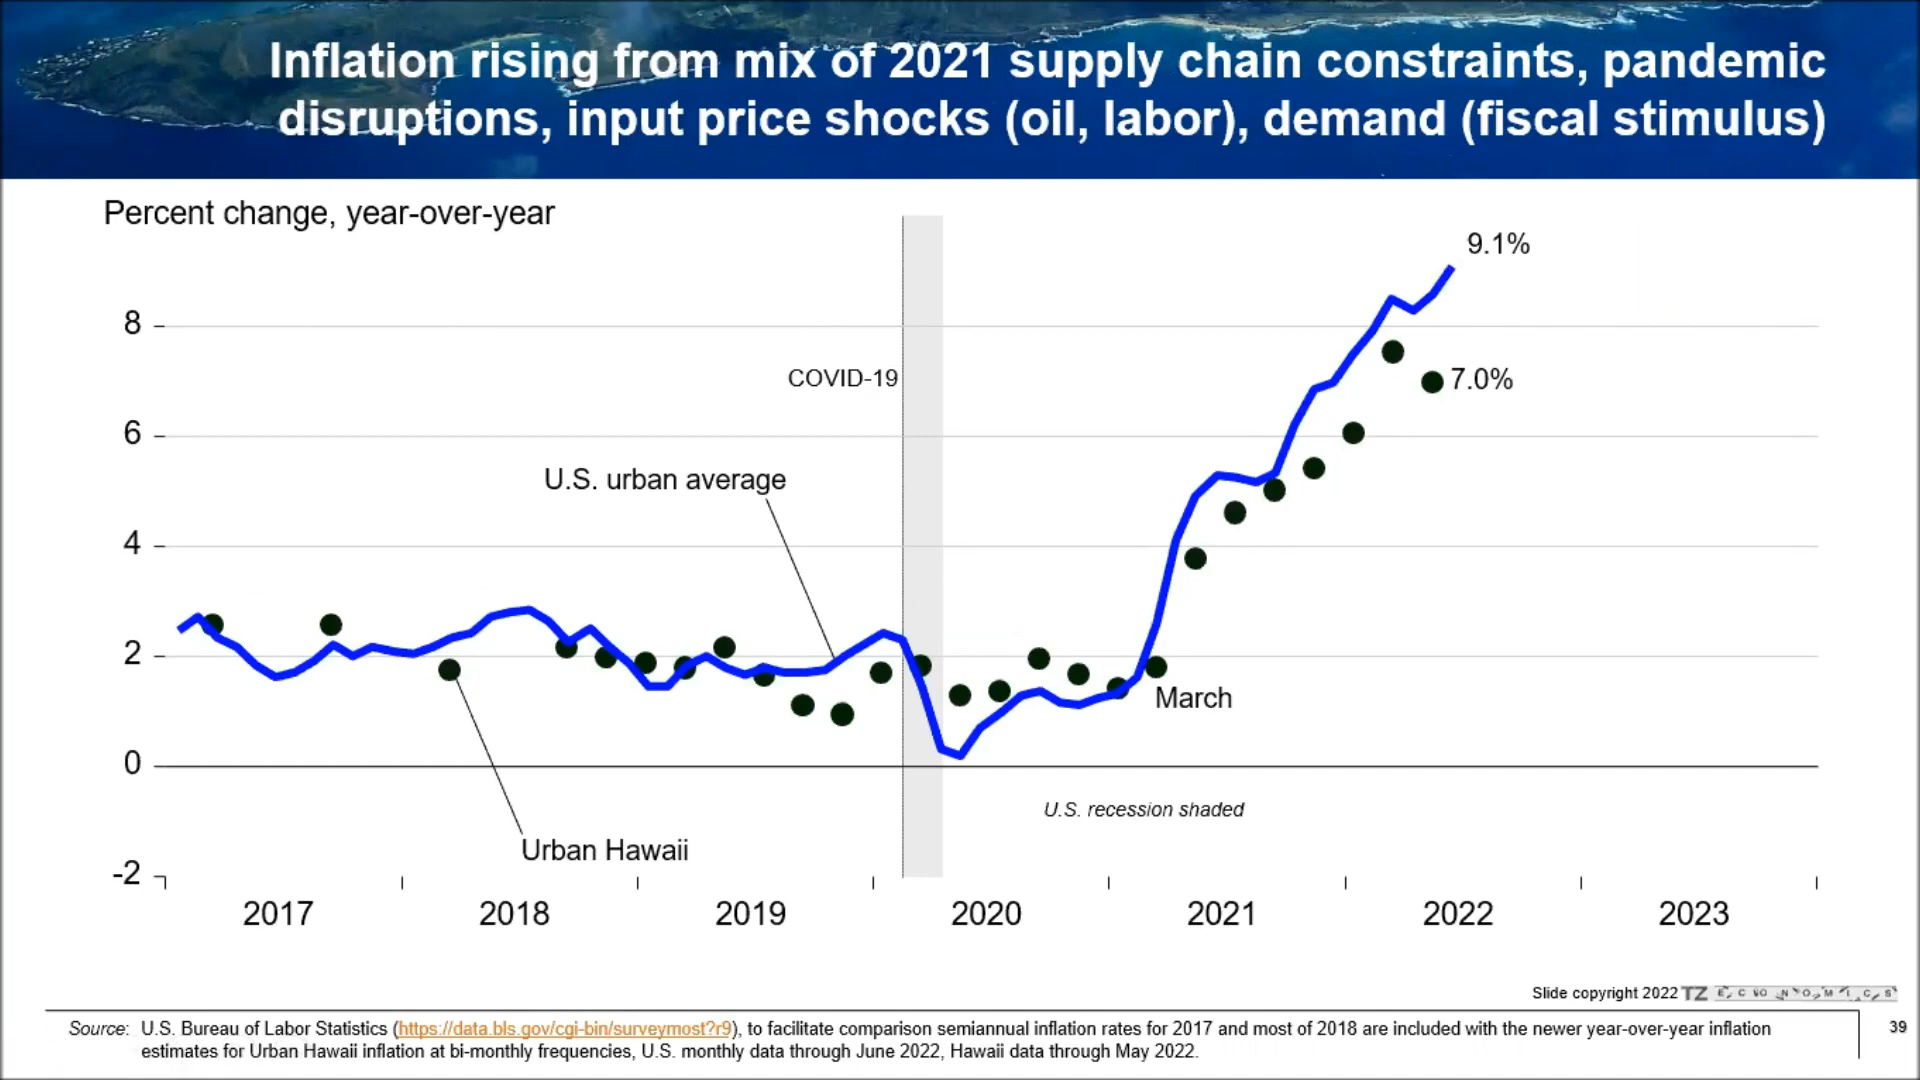 Inflation rising from mix of 2021 supply chain constraints, pandemic
disruptions, input price shocks (oil, labor), demand (fiscal stimulus)
Percent change, year-over-year
9.1%
8
COVID-19
7.0%
6
U.S. urban average
4
2
March
0
U.S. recession shaded
Urban Hawaii
-2
2017 2018 2019 2020 2021 2022 2023
Slide copyright 2022 TZ ECONOMICS
Source: U.S. Bureau of Labor Statistics (https://data.bls.gov/cgi-bin/surveymost?r9), to facilitate comparison semiannual inflation rates for 2017 and most of 2018 are included with the newer year-over-year inflation
estimates for Urban Hawaii inflation at bi-monthly frequencies, U.S. monthly data through June 2022, Hawaii data through May 2022.
39